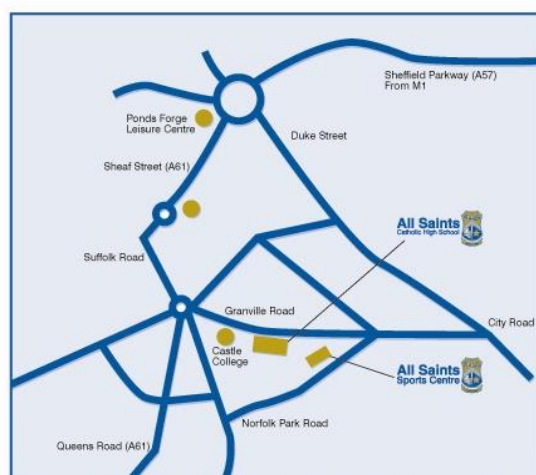 Sheffield Parkway (A57)
From M1
Ponds Forge
Leisure Centre
Duke Street
Sheaf Street (A61)
All Saints
Catholic High School
Suffolk Road
Granville Road
City Road
Castle
College
All Saints
Sports Centre
Norfolk Park Road
Queens Road (A61)